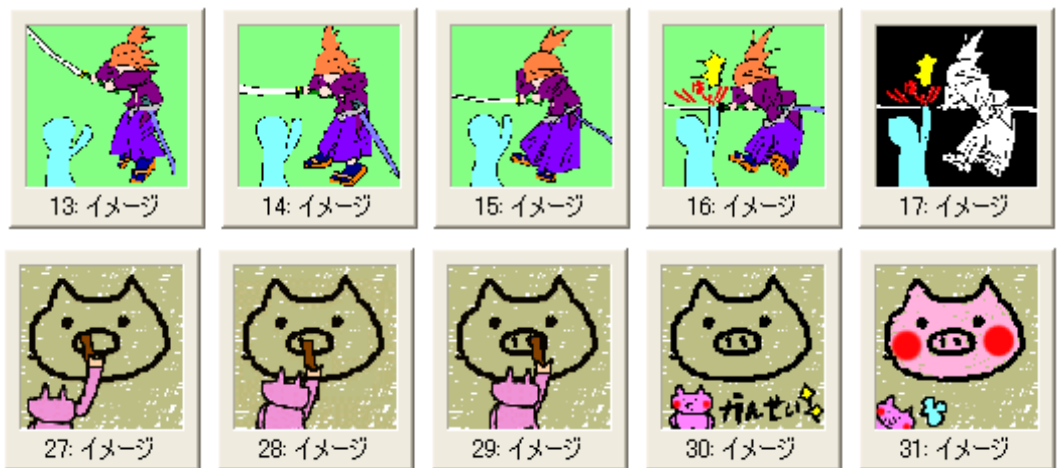 13: イメージ
14: イメージ
15: イメージ
16: イメージ
17: イメージ
かんせい
27: イメージ
28: イメージ
29: イメージ
30: イメージ
31: イメージ